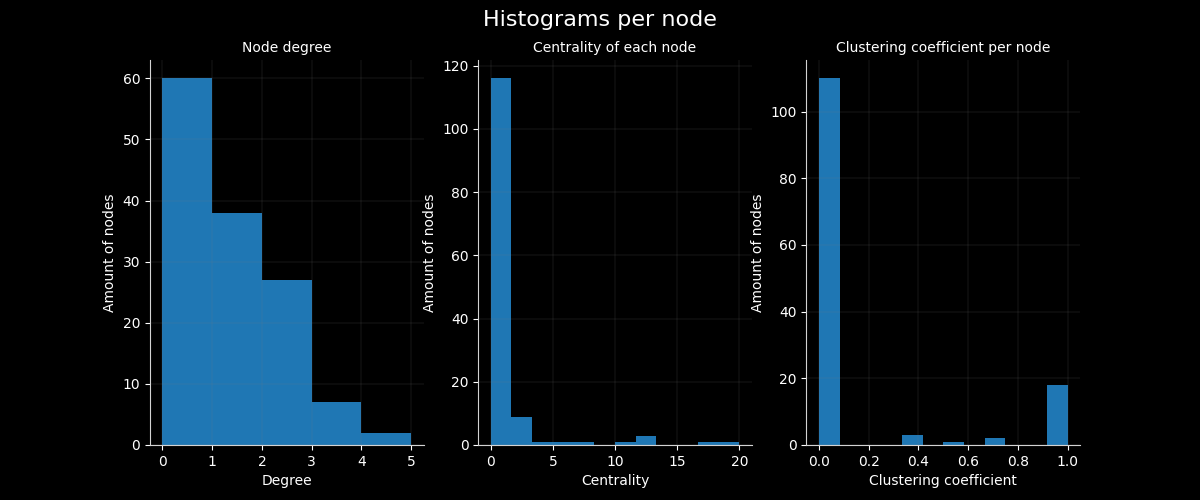 Histograms per node
Node degree
Amount of nodes
60
50
40
30
20
10
0
0 1 2 3 4 5
Degree
Centrality of each node
Amount of nodes
120
100
80
60
40
20
0
0 5 10 15 20
Centrality
Clustering coefficient per node
Amount of nodes
100
80
60
40
20
0
0.0 0.2 0.4 0.6 0.8 1.0
Clustering coefficient